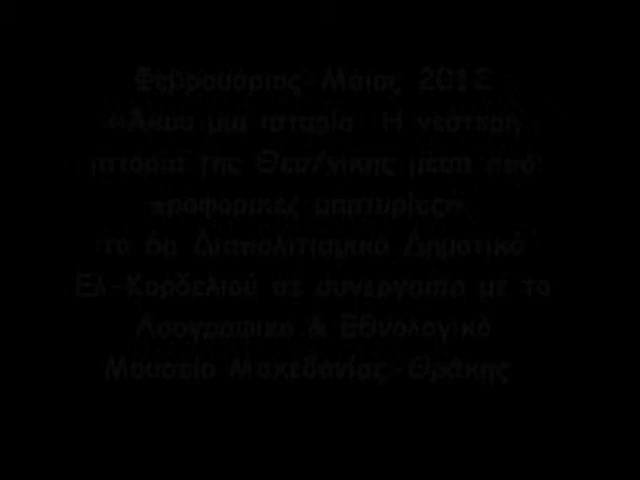 Φεβρουάριος-Μάιος 2012
«Άκου μια ιστορία. Η νεότερη
ιστορία της Θεσ/νίκης μέσα από
προφορικές μαρτυρίες»
το 6ο Διαπολιτισμικό Δημοτικό
Ελ-Κορδελιού σε συνεργασία με το
Λαογραφικό & Εθνολογικό
Μουσείο Μακεδονίας-Θράκης